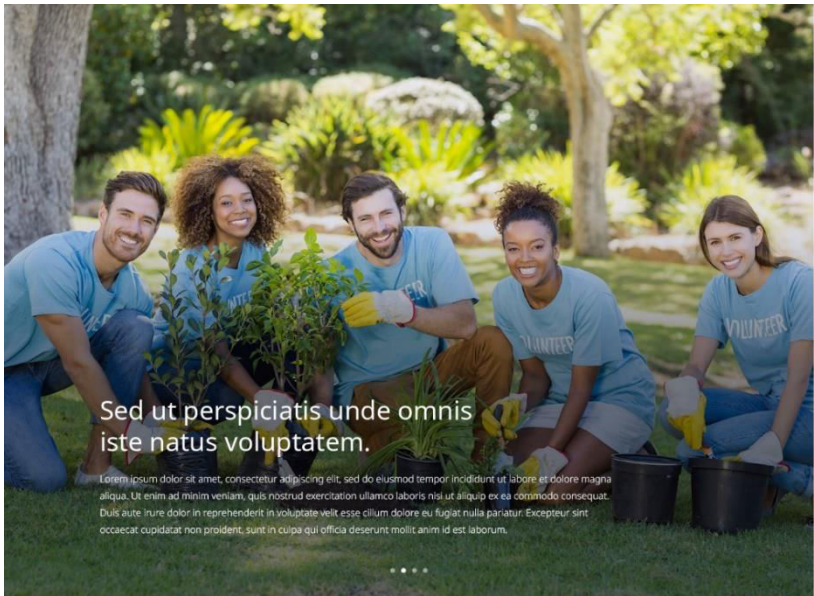 VOLUNTEER
VOLUNTEER
Sed ut perspiciatis unde omnis
iste natus voluptatem.
Lorem ipsum dolor sit amet, consectetur adipiscing elit, sed do eiusmod tempor incididunt ut labore et dolore magna
aliqua. Ut enim ad minim veniam, quis nostrud exercitation ullamco laboris nisi ut aliquip ex ea commodo consequat.
Duis aute irure dolor in reprehenderit in voluptate velit esse cillum dolore eu fugiat nulla pariatur. Excepteur sint
occaecat cupidatat non proident, sunt in culpa qui officia deserunt mollit anim id est laborum.